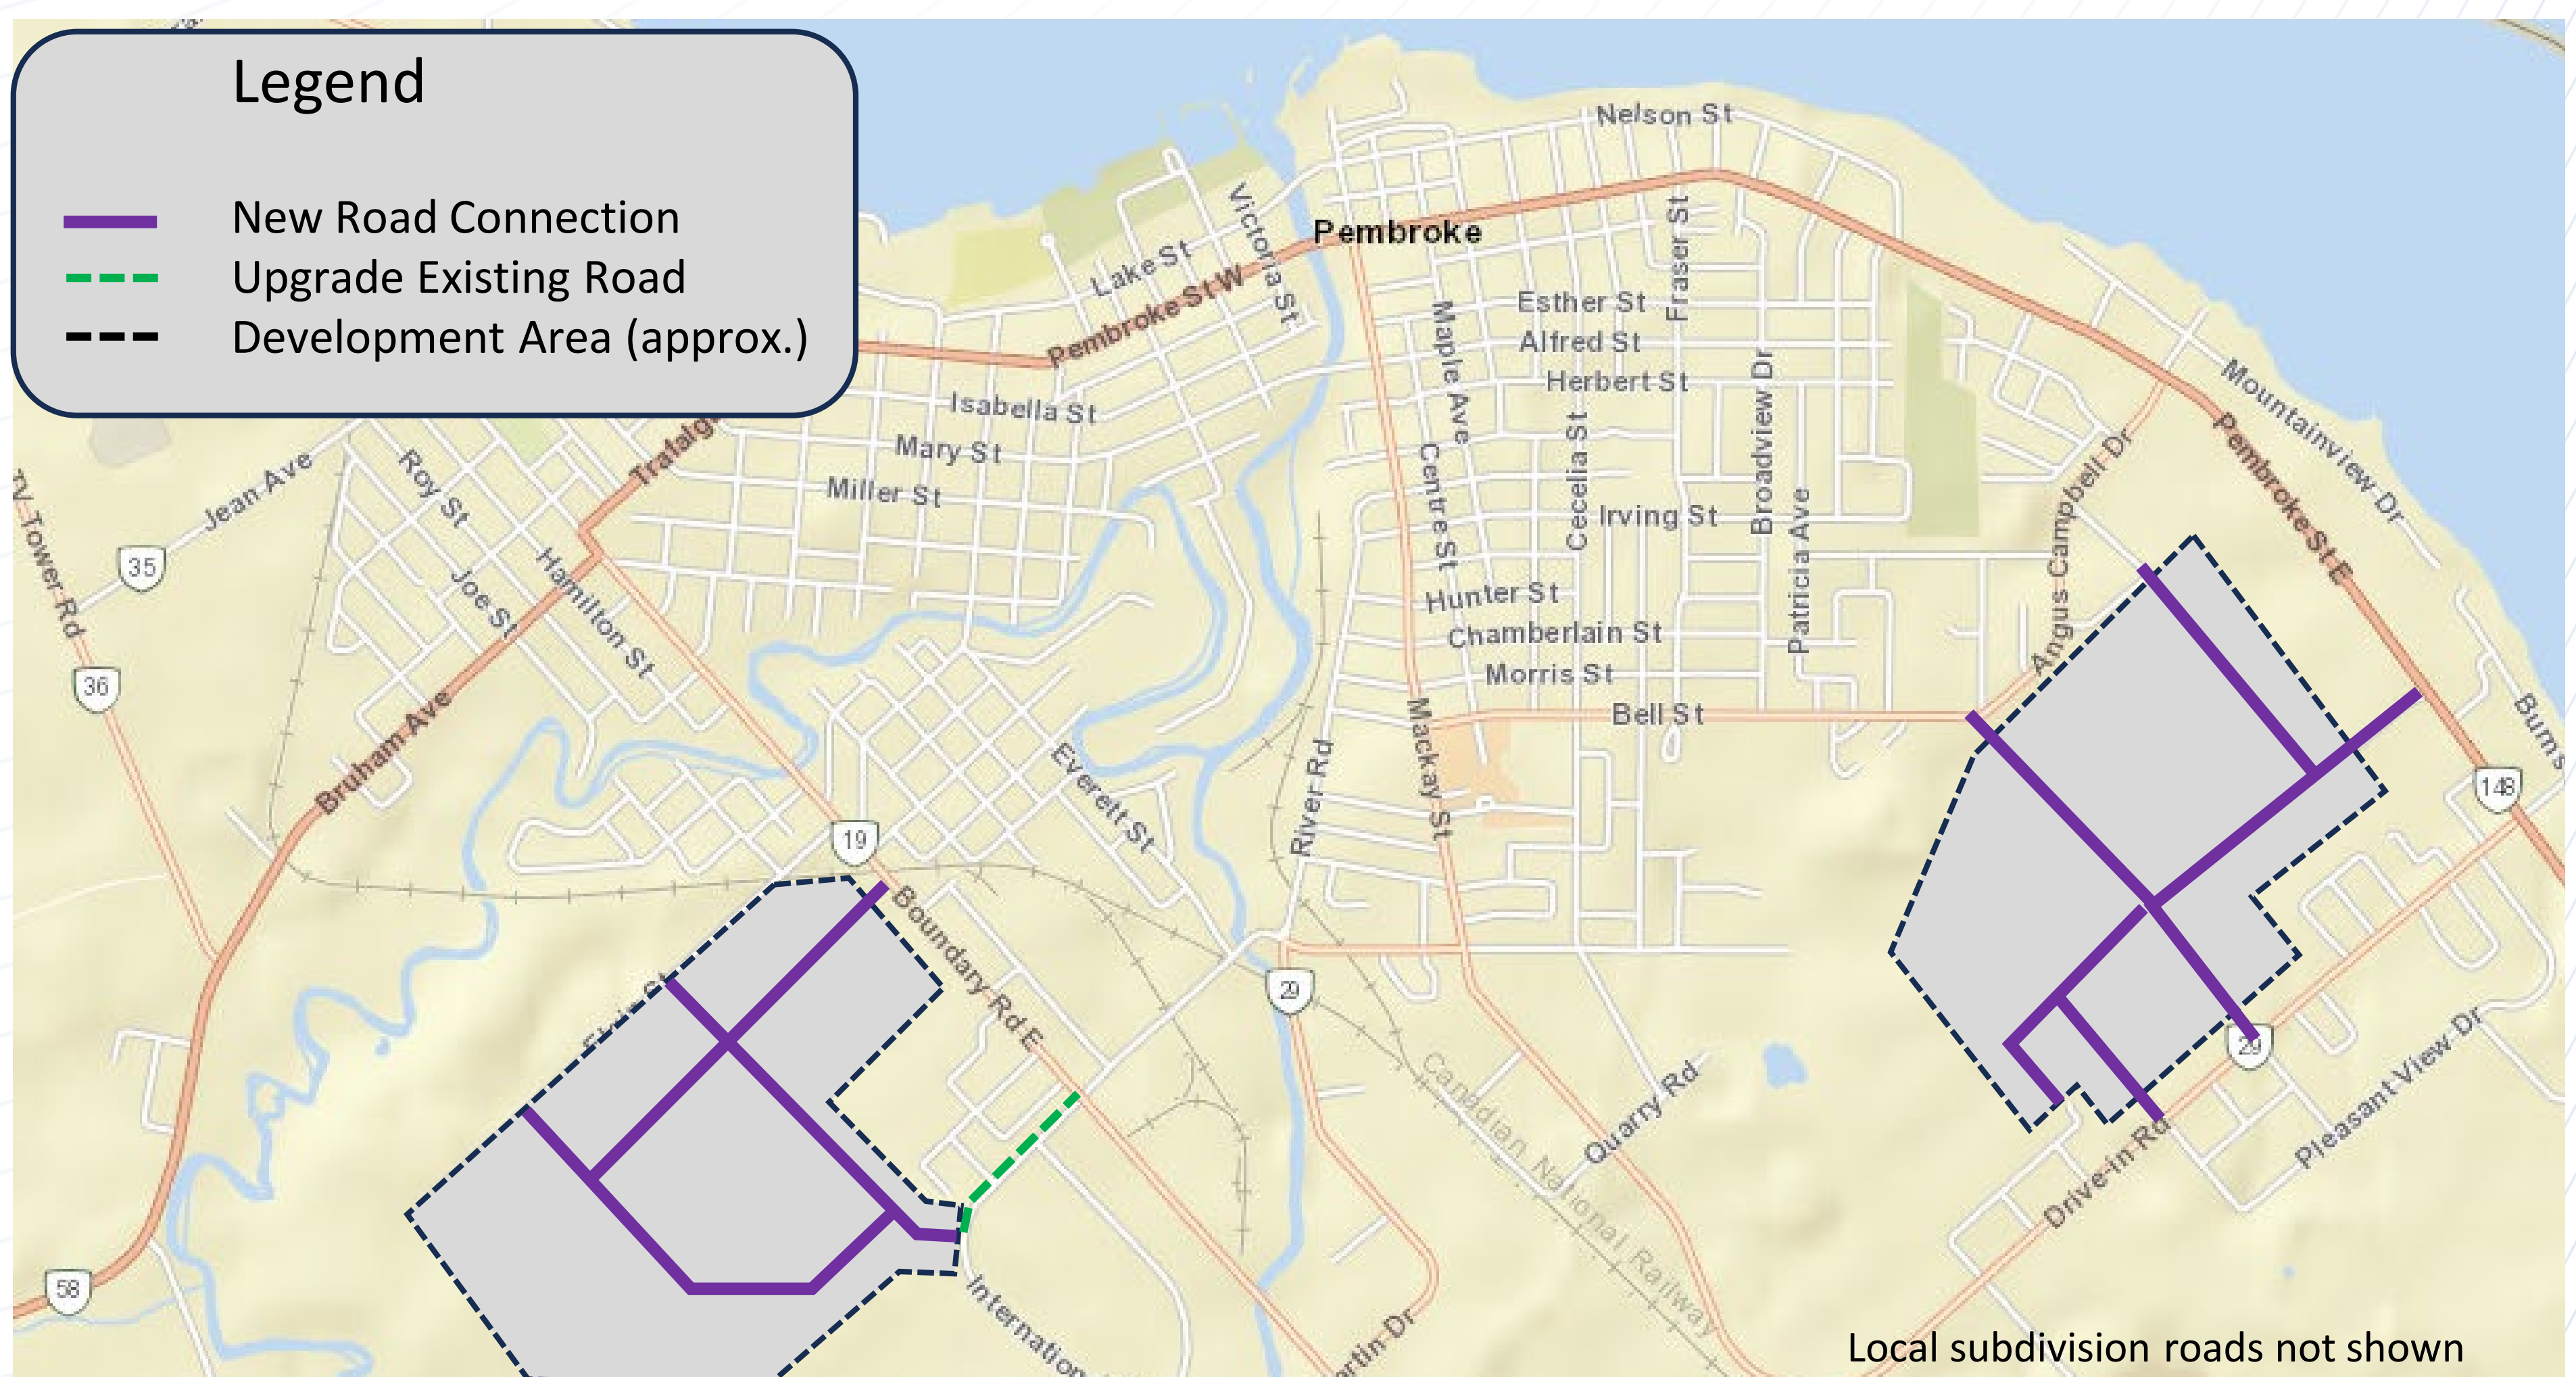 Legend
New Road Connection
Upgrade Existing Road
Development Area (approx.)
Nelson St
Victoria St
Pembroke
Lake St
Pembroke St W
Fraser St
Esther St
Maple Ave
Alfred St
Herbert St
Broadview Dr
Mountainview Dr
Isabella St
Mary St
Miller St
Centre St
Cecelia St
Irving St
Patricia Ave
Angus Campbell Dr
Pembroke St E
Jean Ave
Roy St
TV Tower Rd
35
Joe St
Hamilton St
Hunter St
Chamberlain St
Morris St
Bell St
36
Bruham Ave
Mackay St
River Rd
Everett St
19
148
Boundary Rd E
29
29
Canadian National Railway
Quarry Rd
Pleasant View Dr
Drive-in Rd
58
Local subdivision roads not shown